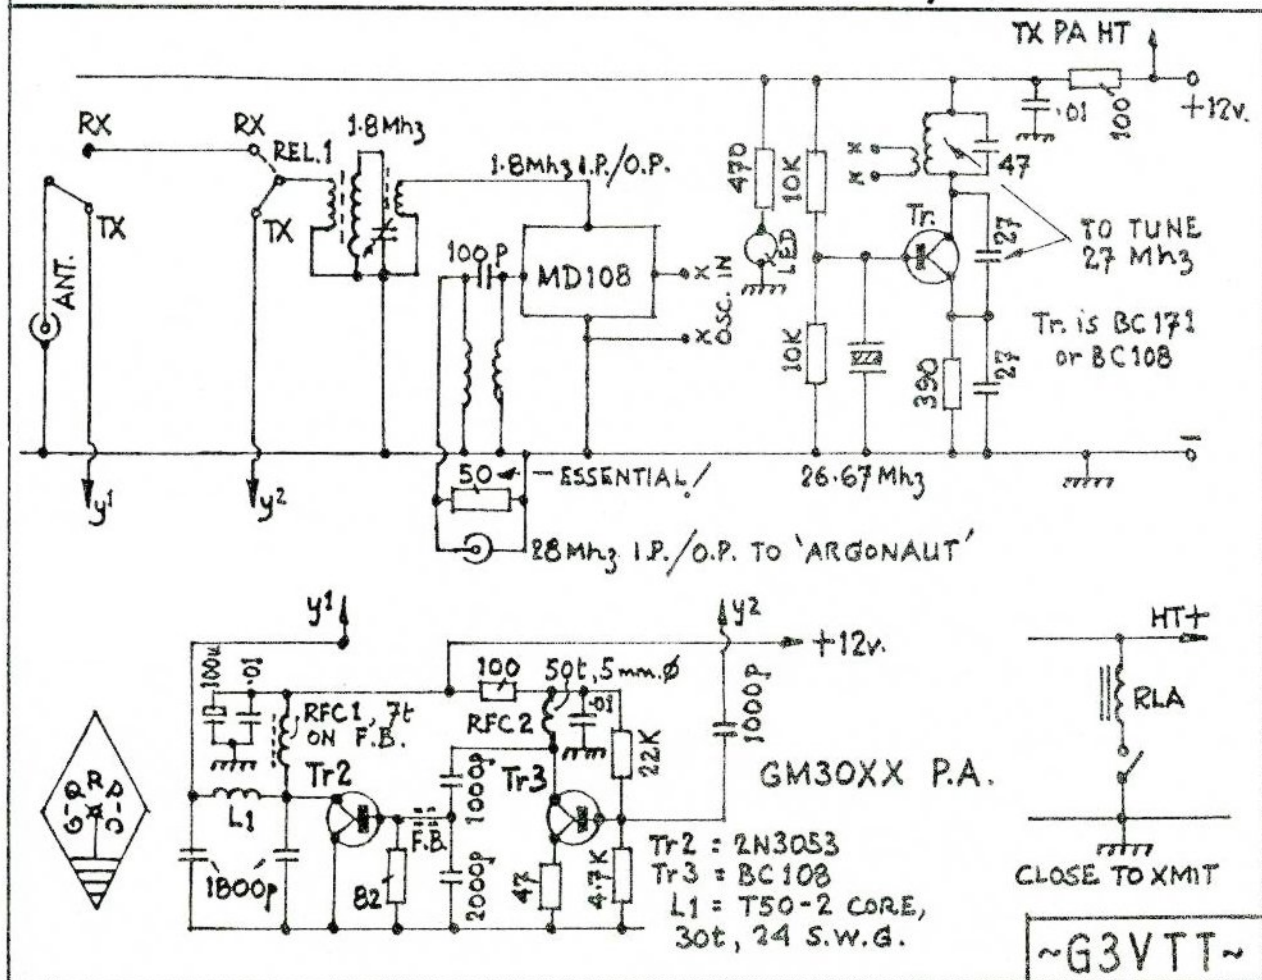 TX PA HT
+12v.
.01
100
RX
RX
REL.1
1.8Mhz
1.8Mhz I.P./O.P.
TX
TX
ANT.
100P
MD108
X
X
OSC. IN
470
LED
10K
10K
X
X
47
Tr.
27
TO TUNE
27 Mhz
Tr. is BC171
or BC108
390
27
26.67Mhz
y1
y2
50
ESSENTIAL!
28Mhz I.P./O.P. TO 'ARGONAUT'
y1
y2
+12v.
HT+
100u
.01
RFC1, 7t
ON F.B.
100
50t, 5mm.Ø
RFC2
.01
22K
1000p
RLA
Tr2
1000p
Tr3
GM3OXX P.A.
G-QRP-C
L1
F.B.
1800p
82
2000p
47
4.7K
Tr2 = 2N3053
Tr3 = BC108
L1 = T50-2 CORE,
30t, 24 S.W.G.
CLOSE TO XMIT
~G3VTT~